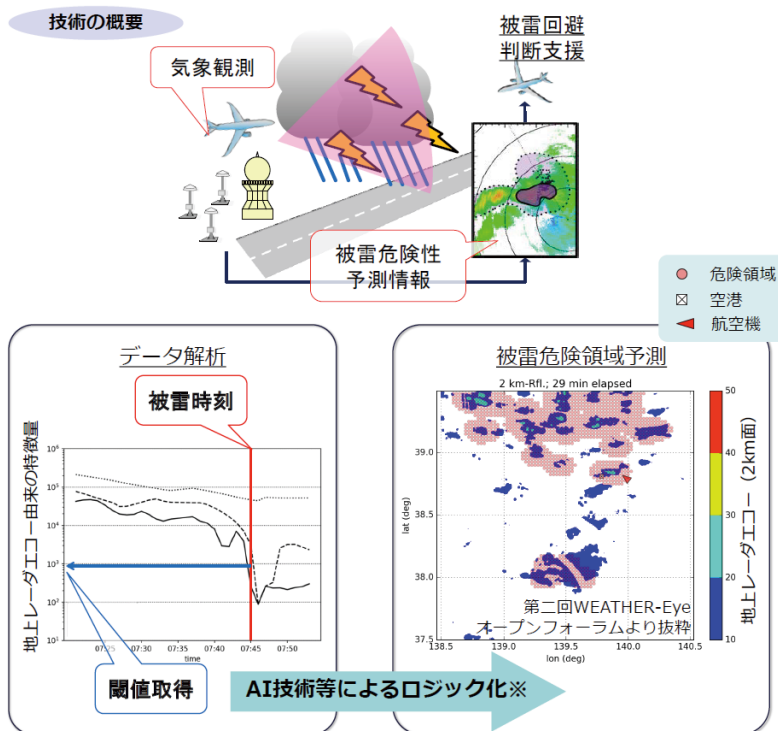 技術の概要
気象観測
被雷回避
判断支援
被雷危険性
予測情報
危険領域
空港
航空機
データ解析
被雷時刻
地上レーダエコー由来の特徴量
10⁶
10⁵
10⁴
10³
10²
10¹
07:25
07:30
07:35
07:40
07:45
07:50
time
閾値取得
被雷危険領域予測
2 km-Rfl.; 29 min elapsed
lat (deg)
39.0
38.5
38.0
37.5
138.5
139.0
139.5
140.0
140.5
lon (deg)
第二回WEATHER-Eye
オープンフォーラムより抜粋
50
40
30
20
10
地上レーダエコー（2km面）
AI技術等によるロジック化※